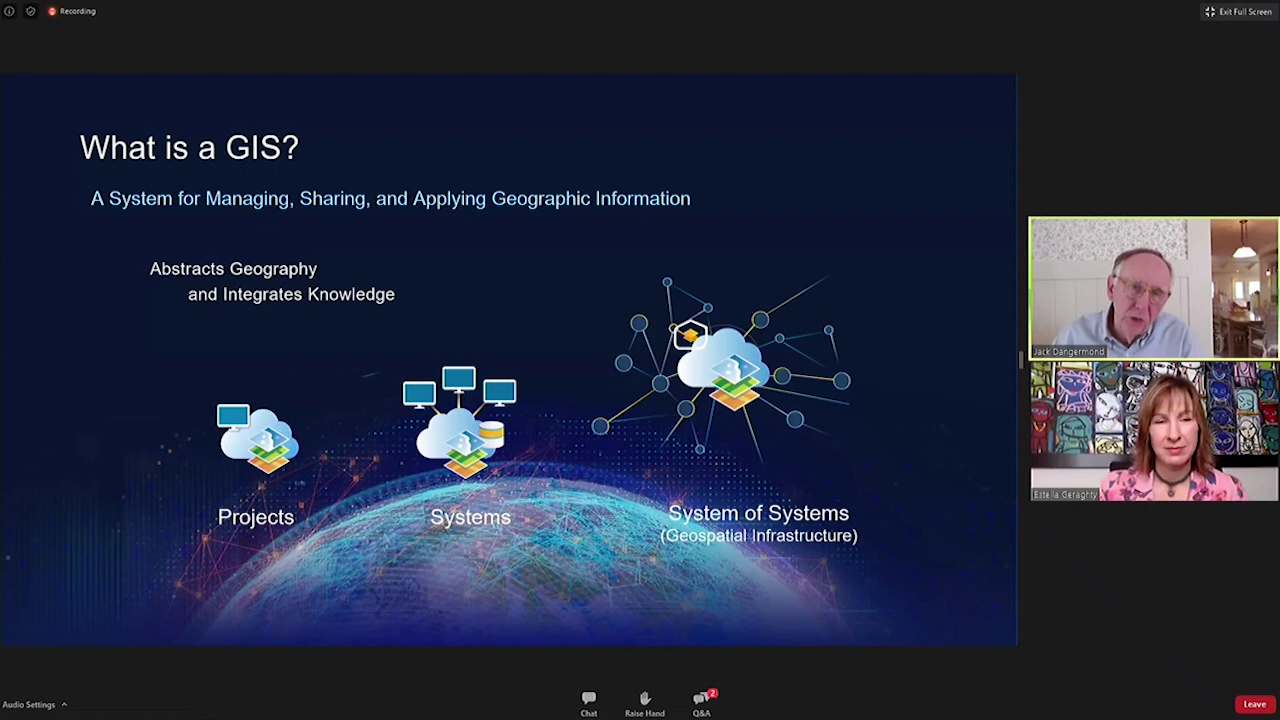 Recording
Exit Full Screen
What is a GIS?
A System for Managing, Sharing, and Applying Geographic Information
Abstracts Geography
and Integrates Knowledge
Projects
Systems
System of Systems
(Geospatial Infrastructure)
Jack Dangermond
Estella Geraghty
Audio Settings
Chat
Raise Hand
2
Q&A
Leave